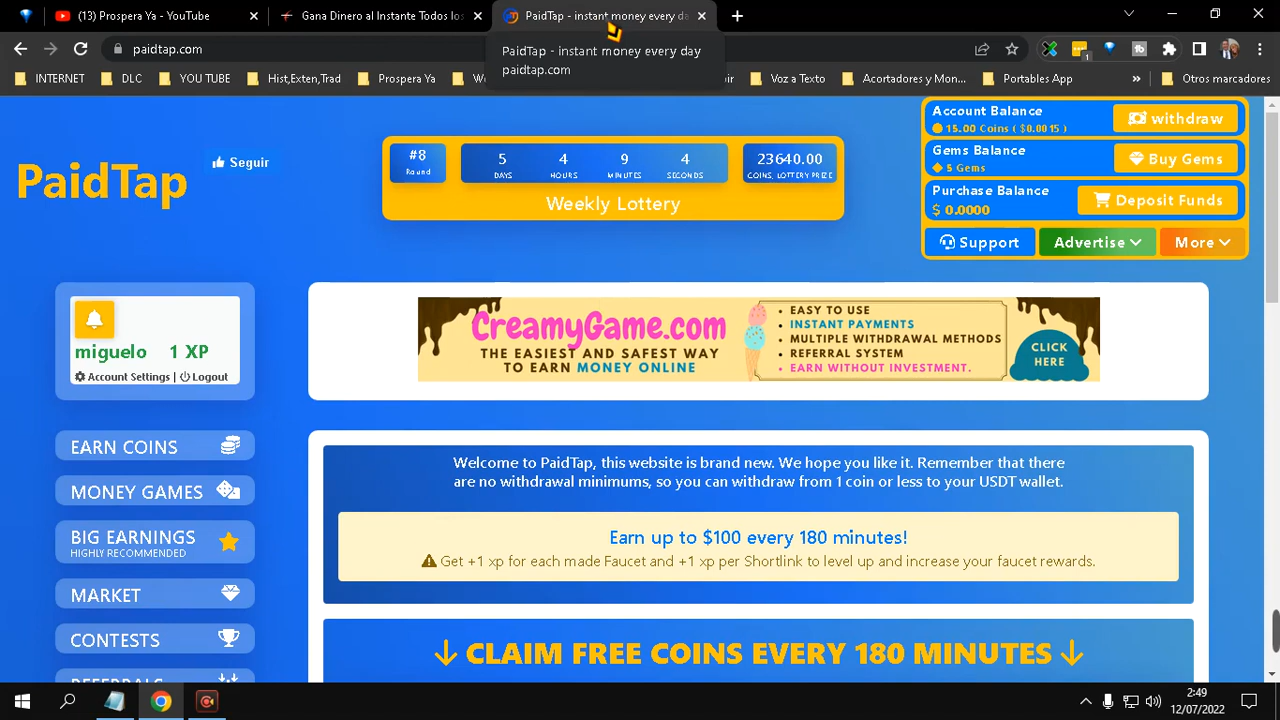 (13) Prospera Ya - YouTube
Gana Dinero al Instante Todos los
PaidTap - instant money every da
paidtap.com
PaidTap - instant money every day
paidtap.com
INTERNET
DLC
YOU TUBE
Hist,Exten,Trad
Prospera Ya
Voz a Texto
Acortadores y Mon...
Portables App
Otros marcadores
PaidTap
Seguir
#8
Round
5
DAYS
4
HOURS
9
MINUTES
4
SECONDS
23640.00
COINS, LOTTERY PRIZE
Weekly Lottery
Account Balance
15.00 Coins ( $0.0015 )
withdraw
Gems Balance
5 Gems
Buy Gems
Purchase Balance
$ 0.0000
Deposit Funds
Support
Advertise
More
miguelo 1 XP
Account Settings | Logout
CreamyGame.com
THE EASIEST AND SAFEST WAY
TO EARN MONEY ONLINE
• EASY TO USE
• INSTANT PAYMENTS
• MULTIPLE WITHDRAWAL METHODS
• REFERRAL SYSTEM
• EARN WITHOUT INVESTMENT.
CLICK
HERE
EARN COINS
MONEY GAMES
BIG EARNINGS
HIGHLY RECOMMENDED
MARKET
CONTESTS
REFERRALS
Welcome to PaidTap, this website is brand new. We hope you like it. Remember that there
are no withdrawal minimums, so you can withdraw from 1 coin or less to your USDT wallet.
Earn up to $100 every 180 minutes!
Get +1 xp for each made Faucet and +1 xp per Shortlink to level up and increase your faucet rewards.
↓ CLAIM FREE COINS EVERY 180 MINUTES ↓
2:49
12/07/2022